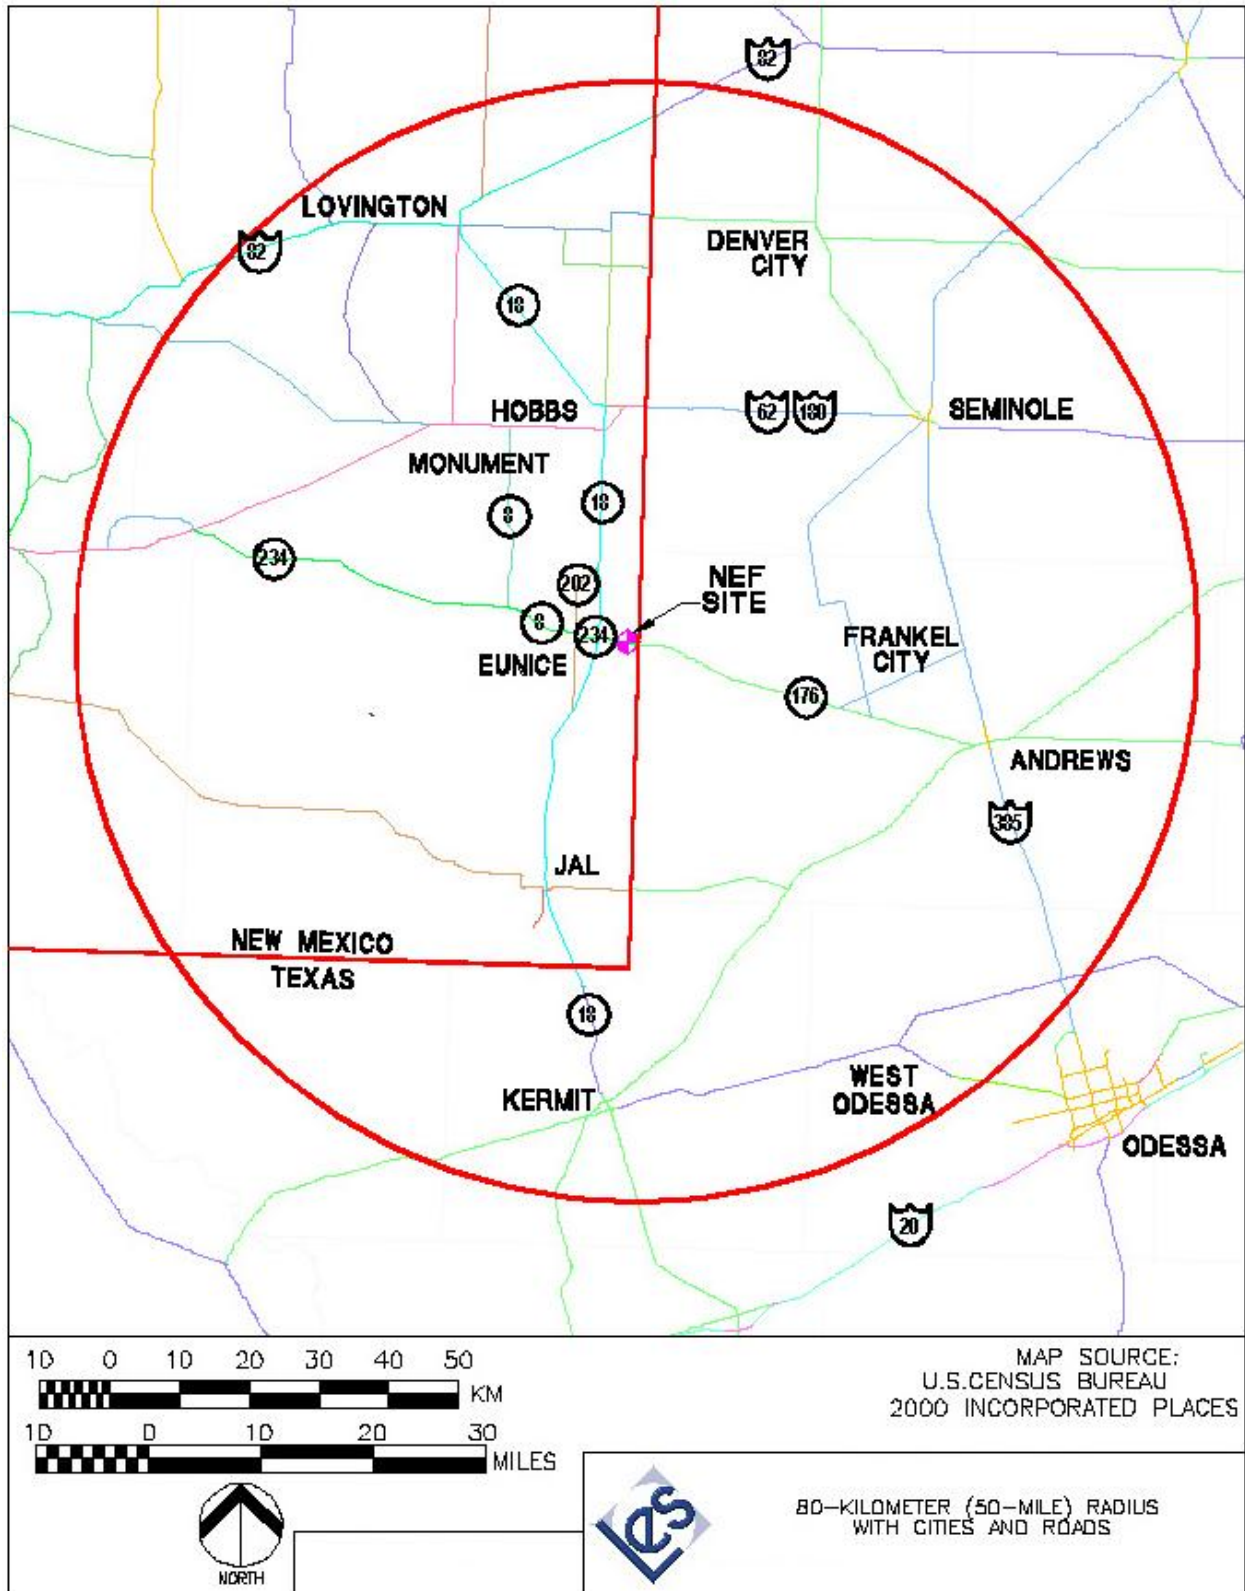 82
LOVINGTON
82
DENVER
CITY
18
HOBBS
62
180
SEMINOLE
MONUMENT
8
18
234
202
NEF
SITE
8
234
EUNICE
FRANKEL
CITY
176
ANDREWS
385
JAL
NEW MEXICO
TEXAS
18
KERMIT
WEST
ODESSA
ODESSA
20
10 0 10 20 30 40 50
KM
10 0 10 20 30
MILES
NORTH
MAP SOURCE:
U.S.CENSUS BUREAU
2000 INCORPORATED PLACES
LES
80-KILOMETER (50-MILE) RADIUS
WITH CITIES AND ROADS